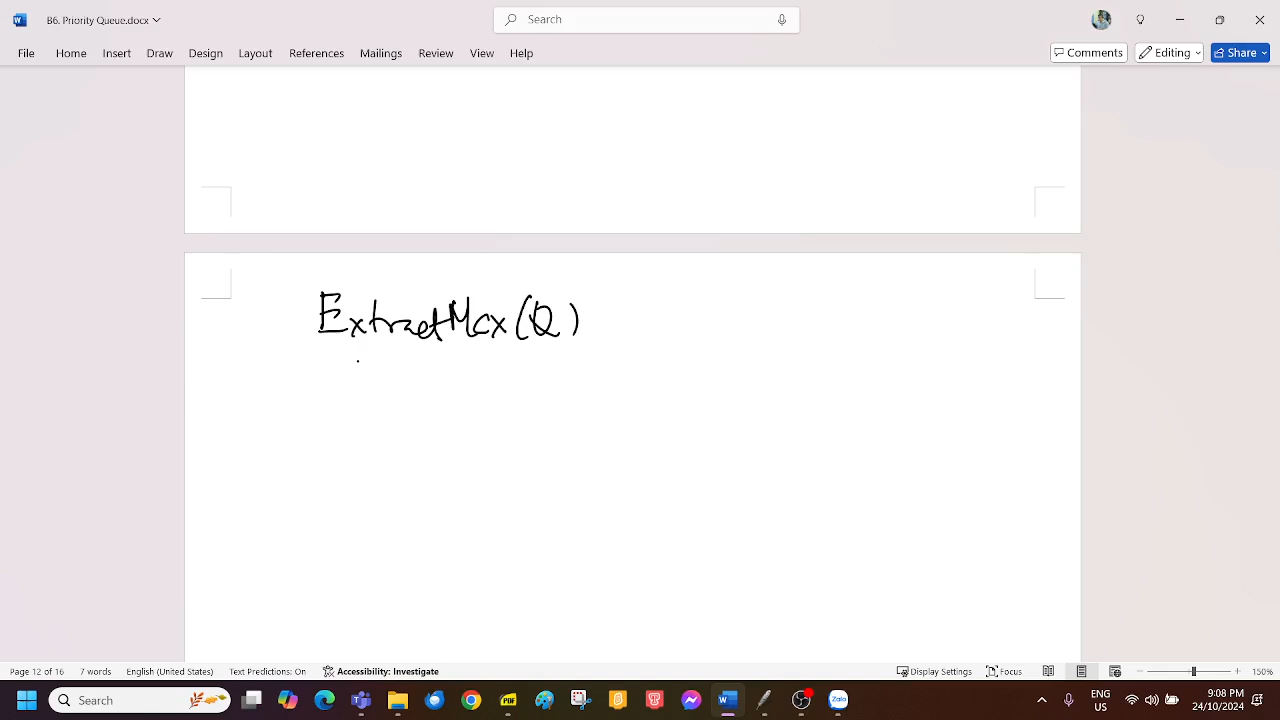 B6. Priority Queue.docx
Search
File Home Insert Draw Design Layout References Mailings Review View Help
Comments Editing Share
ExtractMax(Q)
Page 12 of 16 7 words English (United States) Text Predictions: On Accessibility: Investigate Display Settings Focus 150%
Search PDF Zalo ENG US 9:08 PM 24/10/2024